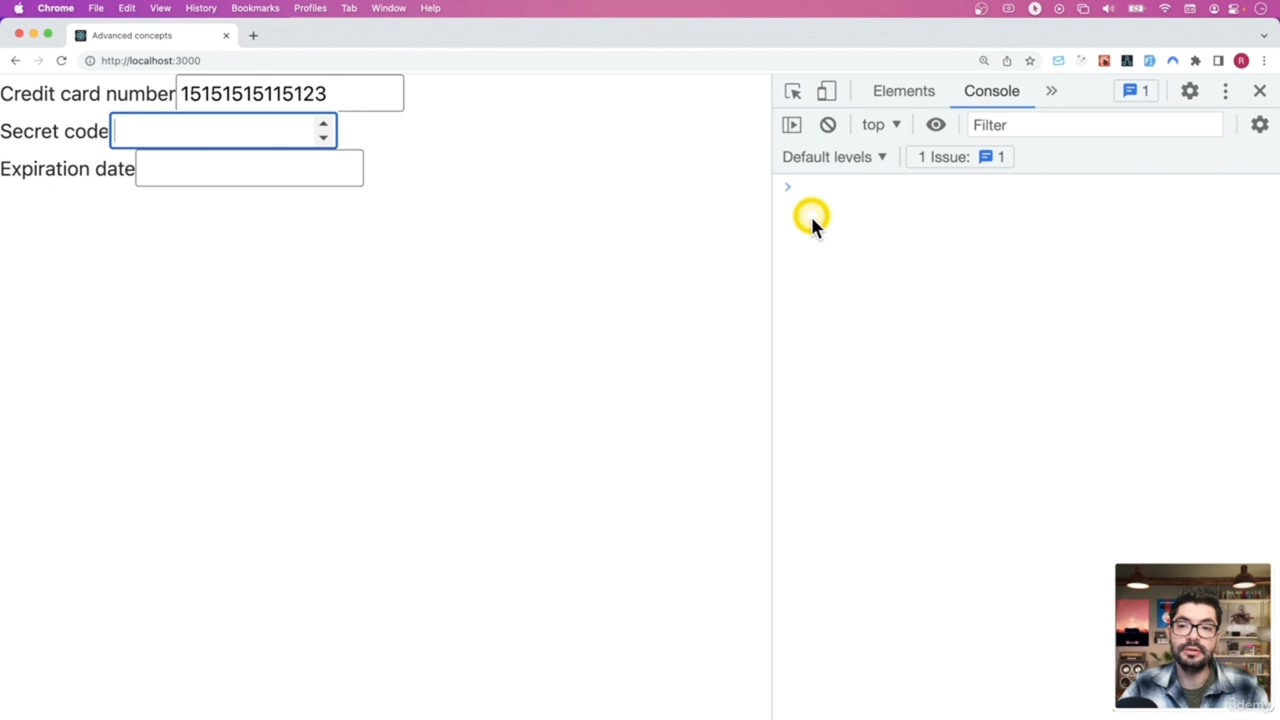 Chrome File Edit View History Bookmarks Profiles Tab Window Help
Advanced concepts
http://localhost:3000
R
Credit card number 15151515115123
Secret code
Expiration date
Elements Console 1
top Filter
Default levels 1 Issue: 1
udemy